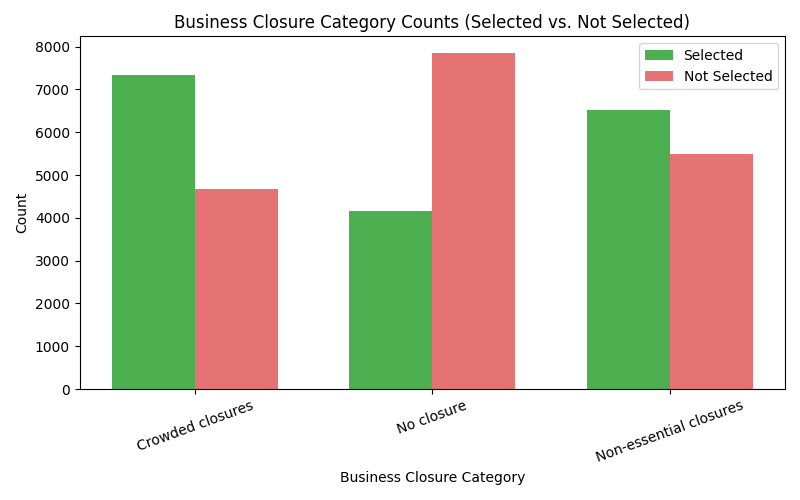 Business Closure Category Counts (Selected vs. Not Selected)
Selected
Not Selected
Count
8000
7000
6000
5000
4000
3000
2000
1000
0
Crowded closures
No closure
Non-essential closures
Business Closure Category